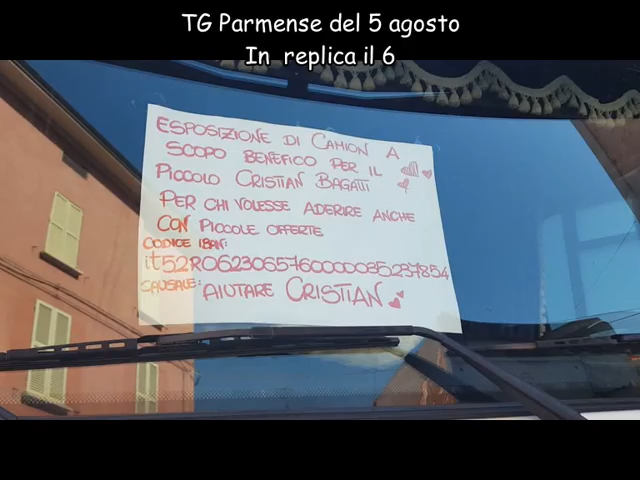 TG Parmense del 5 agosto
In replica il 6
ESPOSIZIONE DI CAMION A
SCOPO BENEFICO PER IL
PICCOLO CRISTIAN BAGATTI
PER CHI VOLESSE ADERIRE ANCHE
CON PICCOLE OFFERTE
CODICE IBAN:
it52R0623065760000035237854
CAUSALE: AIUTARE CRISTIAN